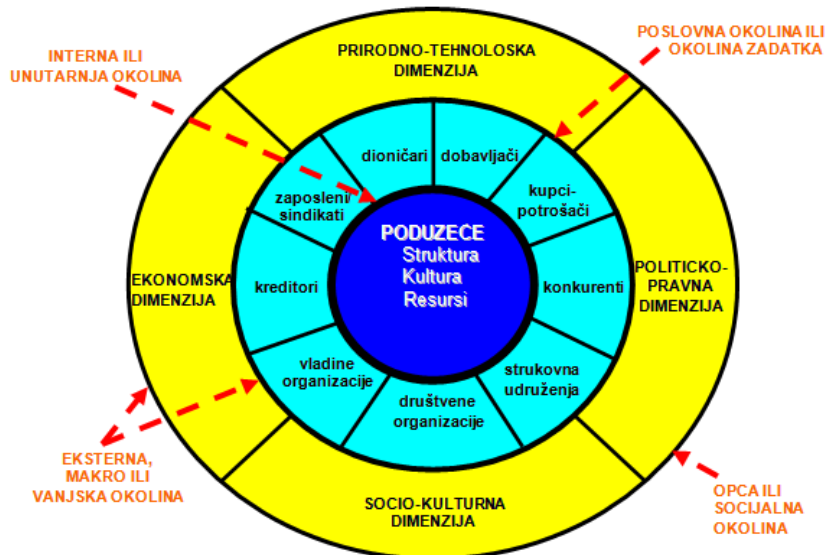 INTERNA ILI
UNUTARNJA OKOLINA
POSLOVNA OKOLINA ILI
OKOLINA ZADATKA
PRIRODNO-TEHNOLOSKA
DIMENZIJA
dioničari
dobavljači
zaposleni/
sindikati
kupci-
potrošači
PODUZEĆE
Struktura
Kultura
Resursi
EKONOMSKA
DIMENZIJA
kreditori
konkurenti
POLITICKO-
PRAVNA
DIMENZIJA
vladine
organizacije
strukovna
udruženja
društvene
organizacije
EKSTERNA,
MAKRO ILI
VANJSKA OKOLINA
SOCIO-KULTURNA
DIMENZIJA
OPCA ILI
SOCIJALNA
OKOLINA